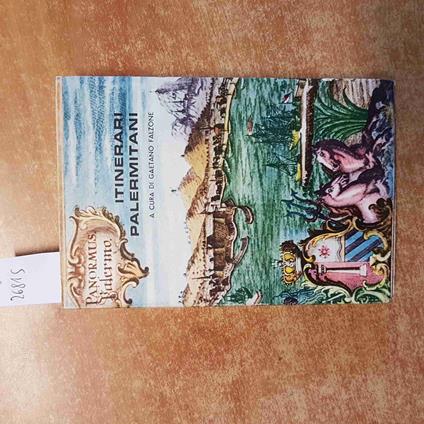 ITINERARI
PALERMITANI
A CURA DI GAETANO FALZONE
PANORMUS
Palermo
26815